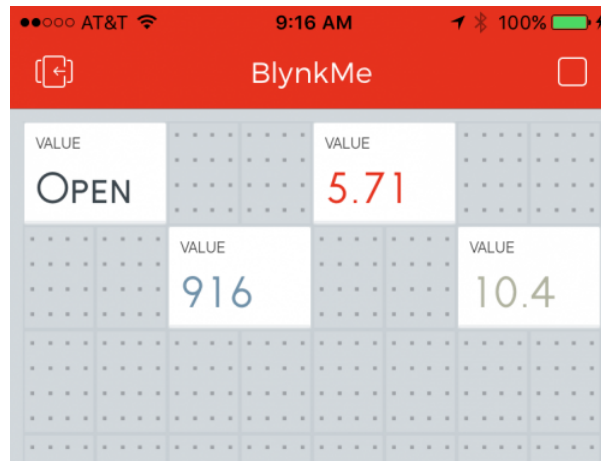 AT&T 9:16 AM 100%
BlynkMe
VALUE VALUE
OPEN 5.71
VALUE VALUE
916 10.4